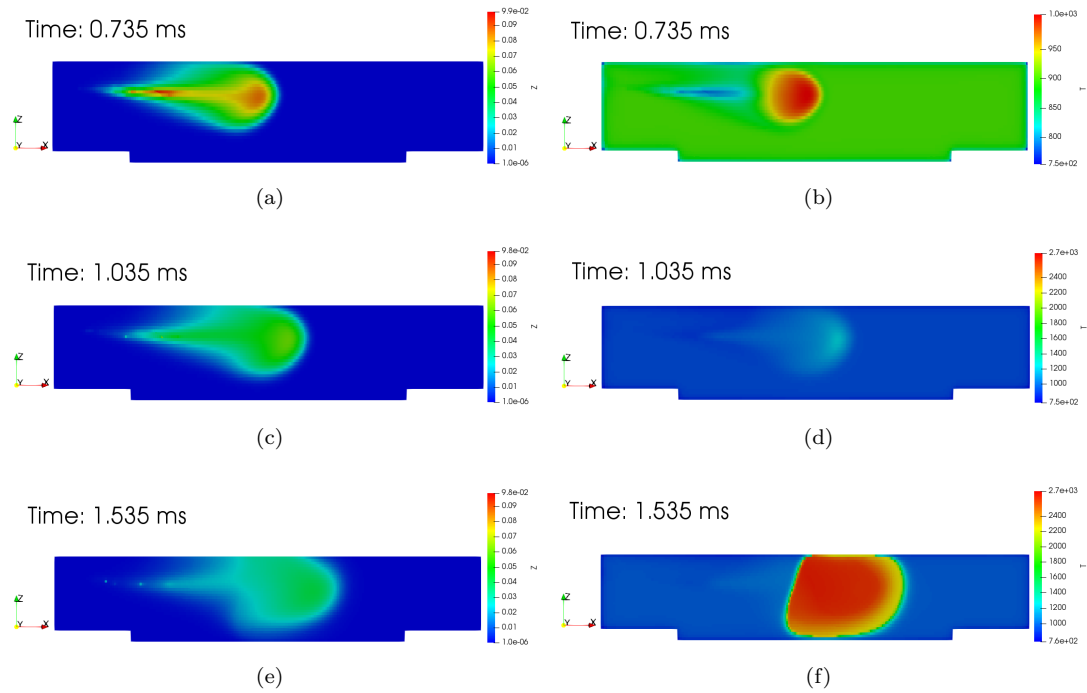 Time: 0.735 ms
9.9e-02
0.09
0.08
0.07
0.06
0.05
0.04
0.03
0.02
0.01
1.0e-06
Z
Z
Y
X
(a)
Time: 0.735 ms
1.0e+03
950
900
850
800
7.5e+02
T
Z
Y
X
(b)
Time: 1.035 ms
9.8e-02
0.09
0.08
0.07
0.06
0.05
0.04
0.03
0.02
0.01
1.0e-06
Z
Z
Y
X
(c)
Time: 1.035 ms
2.7e+03
2400
2200
2000
1800
1600
1400
1200
1000
7.5e+02
T
Z
Y
X
(d)
Time: 1.535 ms
9.8e-02
0.09
0.08
0.07
0.06
0.05
0.04
0.03
0.02
0.01
1.0e-06
Z
Z
Y
X
(e)
Time: 1.535 ms
2.7e+03
2400
2200
2000
1800
1600
1400
1200
1000
7.6e+02
T
Z
Y
X
(f)